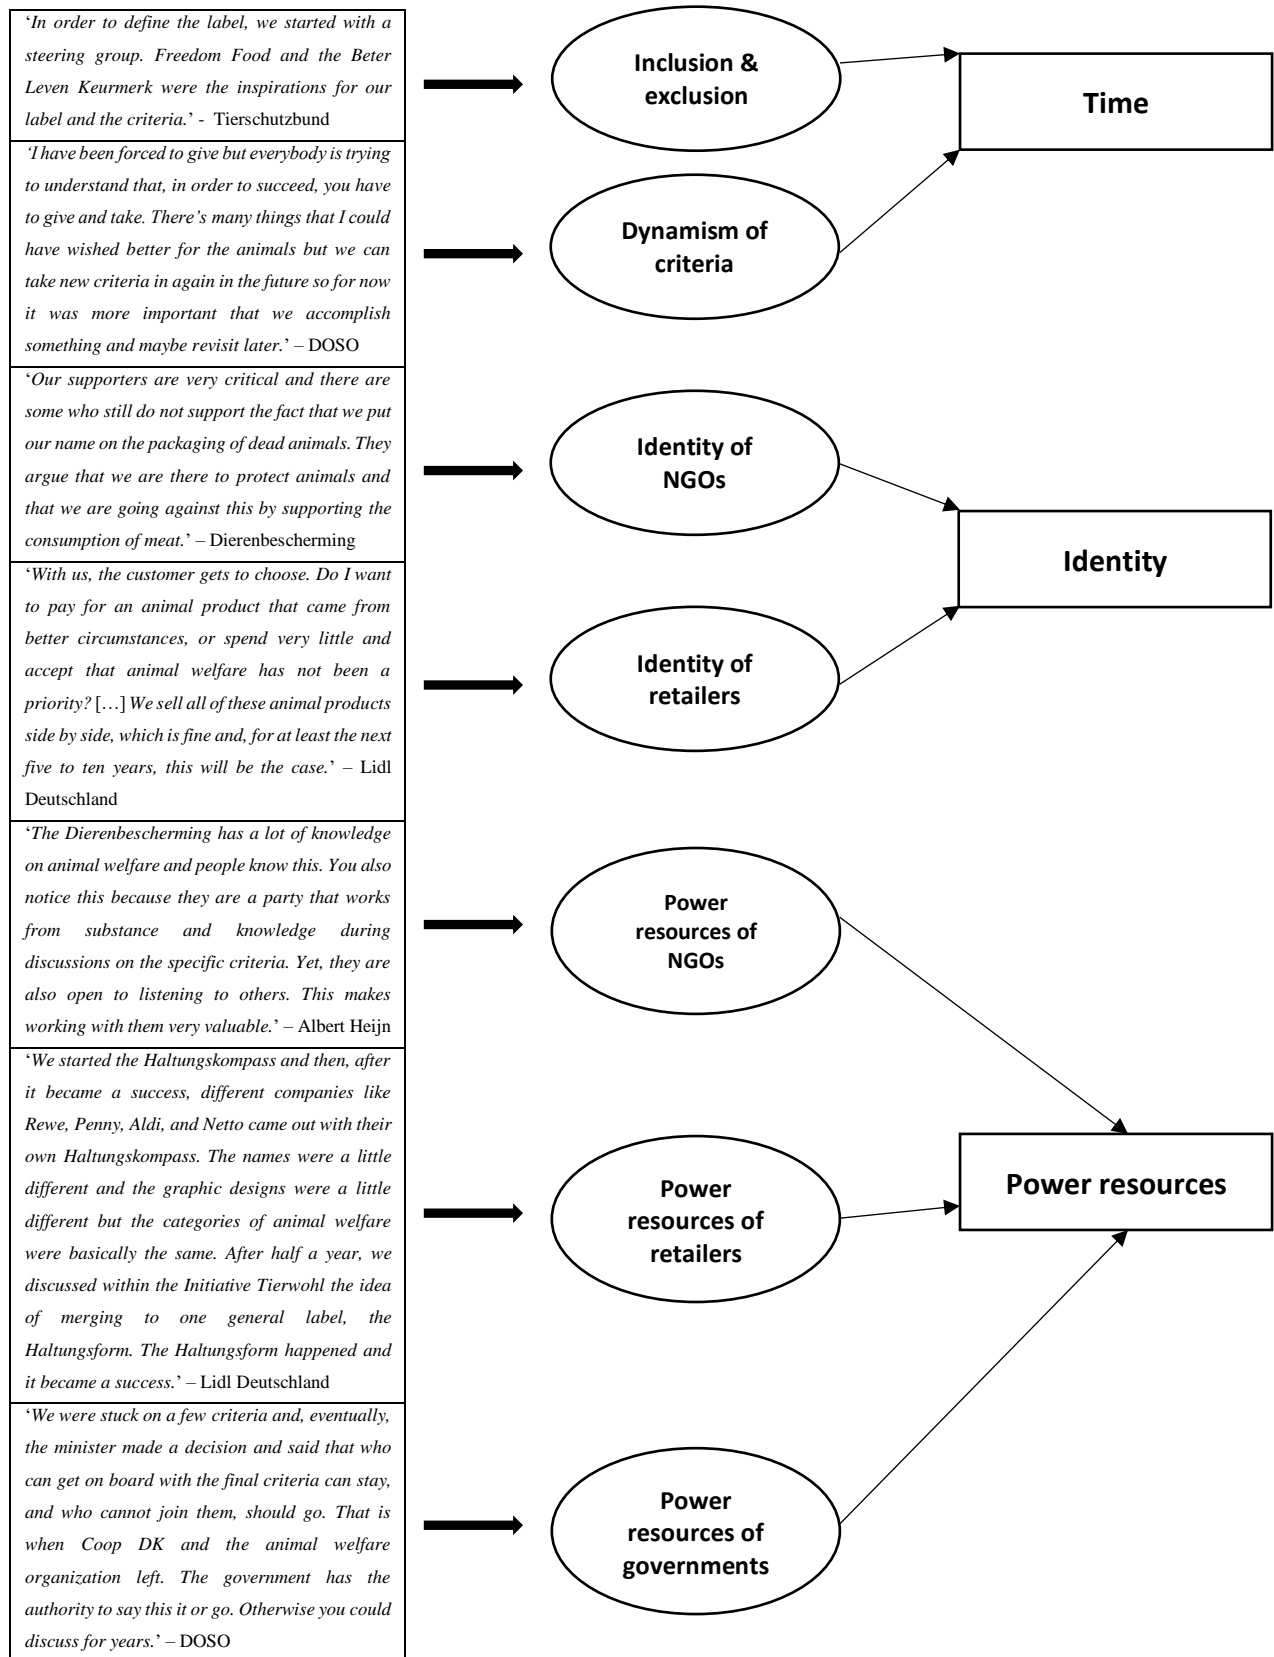 ‘In order to define the label, we started with a
steering group. Freedom Food and the Beter
Leven Keurmerk were the inspirations for our
label and the criteria.’ - Tierschutzbund
‘I have been forced to give but everybody is trying
to understand that, in order to succeed, you have
to give and take. There’s many things that I could
have wished better for the animals but we can
take new criteria in again in the future so for now
it was more important that we accomplish
something and maybe revisit later.’ – DOSO
‘Our supporters are very critical and there are
some who still do not support the fact that we put
our name on the packaging of dead animals. They
argue that we are there to protect animals and
that we are going against this by supporting the
consumption of meat.’ – Dierenbescherming
‘With us, the customer gets to choose. Do I want
to pay for an animal product that came from
better circumstances, or spend very little and
accept that animal welfare has not been a
priority? […] We sell all of these animal products
side by side, which is fine and, for at least the next
five to ten years, this will be the case.’ – Lidl
Deutschland
‘The Dierenbescherming has a lot of knowledge
on animal welfare and people know this. You also
notice this because they are a party that works
from substance and knowledge during
discussions on the specific criteria. Yet, they are
also open to listening to others. This makes
working with them very valuable.’ – Albert Heijn
‘We started the Haltungskompass and then, after
it became a success, different companies like
Rewe, Penny, Aldi, and Netto came out with their
own Haltungskompass. The names were a little
different and the graphic designs were a little
different but the categories of animal welfare
were basically the same. After half a year, we
discussed within the Initiative Tierwohl the idea
of merging to one general label, the
Haltungsform. The Haltungsform happened and
it became a success.’ – Lidl Deutschland
‘We were stuck on a few criteria and, eventually,
the minister made a decision and said that who
can get on board with the final criteria can stay,
and who cannot join them, should go. That is
when Coop DK and the animal welfare
organization left. The government has the
authority to say this it or go. Otherwise you could
discuss for years.’ – DOSO
Inclusion &
exclusion
Dynamism of
criteria
Identity of
NGOs
Identity of
retailers
Power
resources of
NGOs
Power
resources of
retailers
Power
resources of
governments
Time
Identity
Power resources